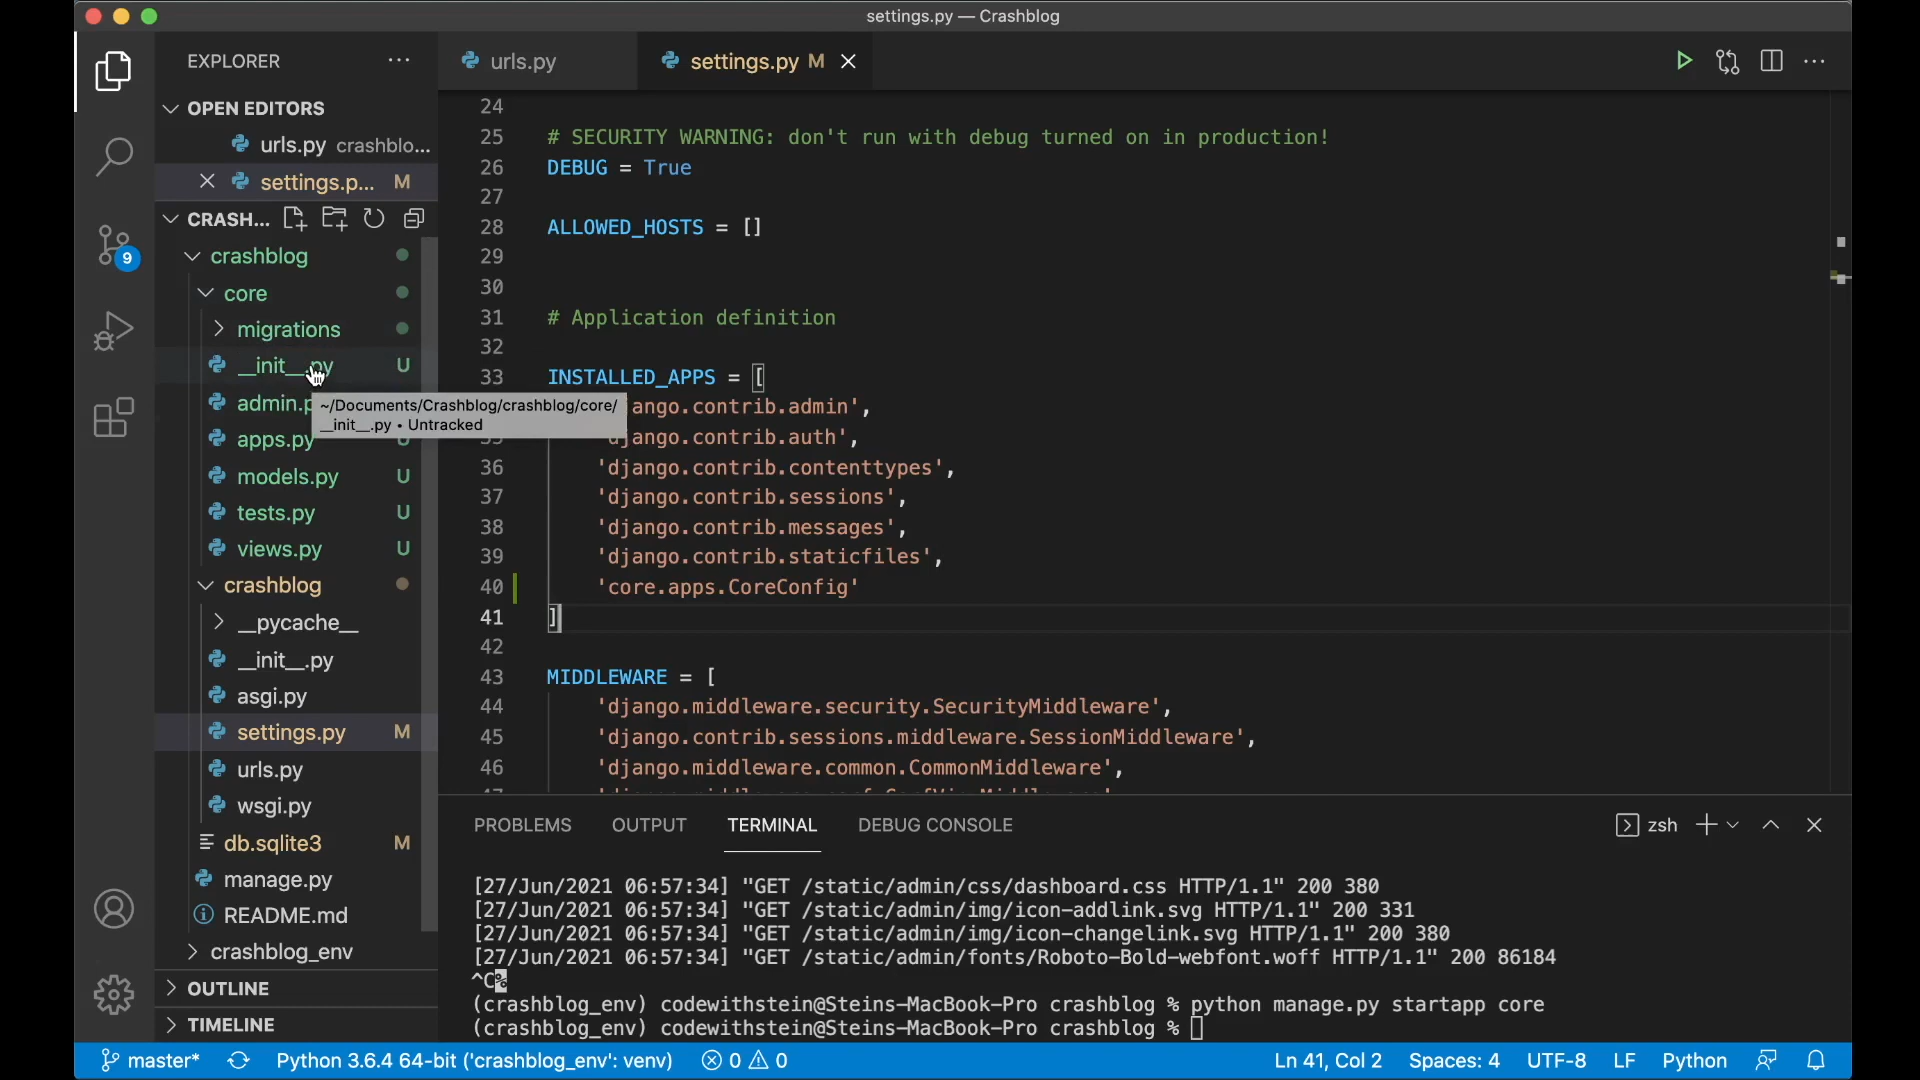 settings.py — Crashblog
EXPLORER
urls.py
settings.py M
OPEN EDITORS
urls.py crashblo...
settings.p... M
CRASH...
crashblog
core
migrations
__init__.py U
admin.p
apps.py U
models.py U
tests.py U
views.py U
crashblog
__pycache__
__init__.py
asgi.py
settings.py M
urls.py
wsgi.py
db.sqlite3 M
manage.py
README.md
crashblog_env
OUTLINE
TIMELINE
9
~/Documents/Crashblog/crashblog/core/
__init__.py • Untracked
24
25 # SECURITY WARNING: don't run with debug turned on in production!
26 DEBUG = True
27
28 ALLOWED_HOSTS = []
29
30
31 # Application definition
32
33 INSTALLED_APPS = [
ango.contrib.admin',
django.contrib.auth',
36 'django.contrib.contenttypes',
37 'django.contrib.sessions',
38 'django.contrib.messages',
39 'django.contrib.staticfiles',
40 'core.apps.CoreConfig'
41 ]
42
43 MIDDLEWARE = [
44 'django.middleware.security.SecurityMiddleware',
45 'django.contrib.sessions.middleware.SessionMiddleware',
46 'django.middleware.common.CommonMiddleware',
PROBLEMS OUTPUT TERMINAL DEBUG CONSOLE
zsh
[27/Jun/2021 06:57:34] "GET /static/admin/css/dashboard.css HTTP/1.1" 200 380
[27/Jun/2021 06:57:34] "GET /static/admin/img/icon-addlink.svg HTTP/1.1" 200 331
[27/Jun/2021 06:57:34] "GET /static/admin/img/icon-changelink.svg HTTP/1.1" 200 380
[27/Jun/2021 06:57:34] "GET /static/admin/fonts/Roboto-Bold-webfont.woff HTTP/1.1" 200 86184
^C%
(crashblog_env) codewithstein@Steins-MacBook-Pro crashblog % python manage.py startapp core
(crashblog_env) codewithstein@Steins-MacBook-Pro crashblog %
master* Python 3.6.4 64-bit ('crashblog_env': venv) 0 0 Ln 41, Col 2 Spaces: 4 UTF-8 LF Python